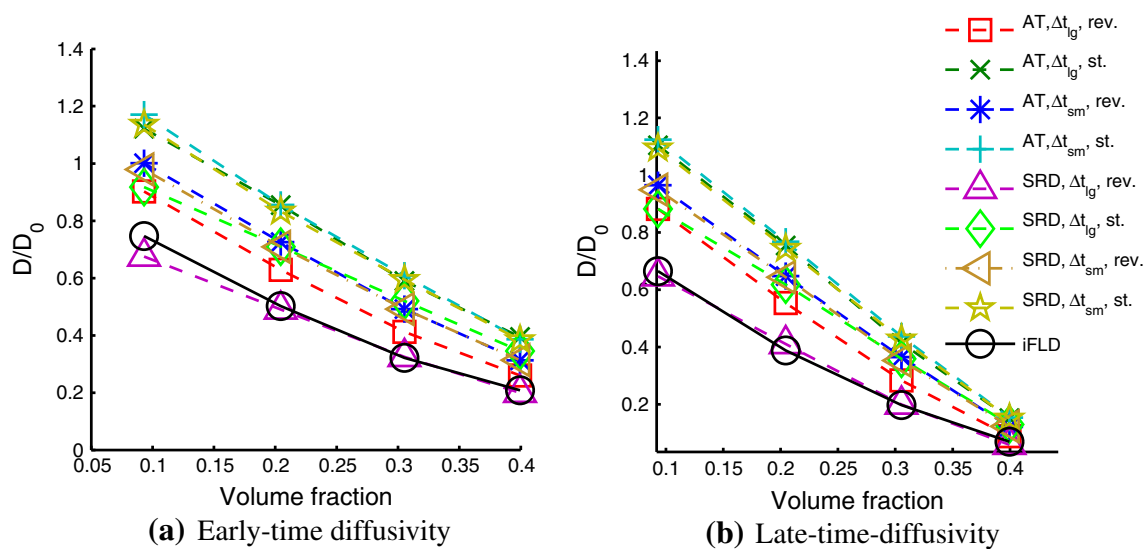 1.4
1.2
1
0.8
0.6
0.4
0.2
0
D/D0
0.05 0.1 0.15 0.2 0.25 0.3 0.35 0.4
Volume fraction
(a) Early-time diffusivity
1.4
1.2
1
0.8
0.6
0.4
0.2
D/D0
0.1 0.15 0.2 0.25 0.3 0.35 0.4
Volume fraction
(b) Late-time-diffusivity
AT,Δtlg, rev.
AT,Δtlg, st.
AT,Δtsm, rev.
AT,Δtsm, st.
SRD, Δtlg, rev.
SRD, Δtlg, st.
SRD, Δtsm, rev.
SRD, Δtsm, st.
iFLD